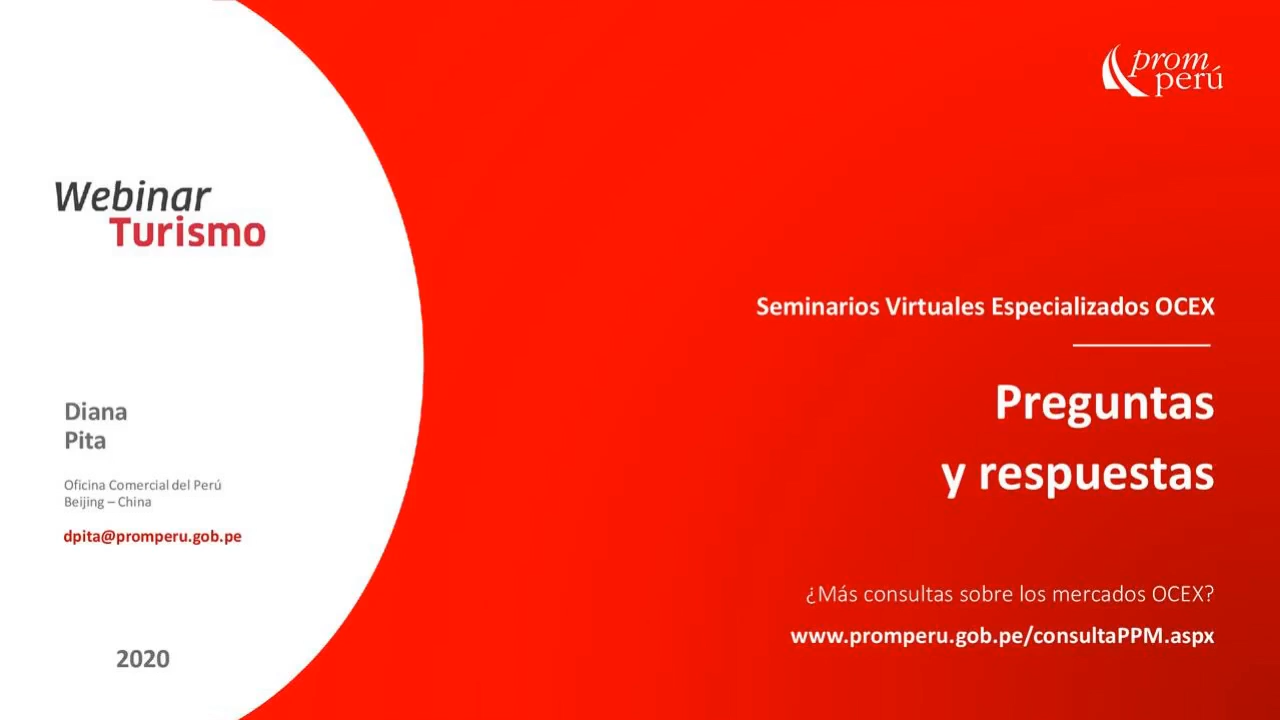 Webinar
Turismo
Diana
Pita
Oficina Comercial del Perú
Beijing – China
dpita@promperu.gob.pe
2020
prom
perú
Seminarios Virtuales Especializados OCEX
Preguntas
y respuestas
¿Más consultas sobre los mercados OCEX?
www.promperu.gob.pe/consultaPPM.aspx